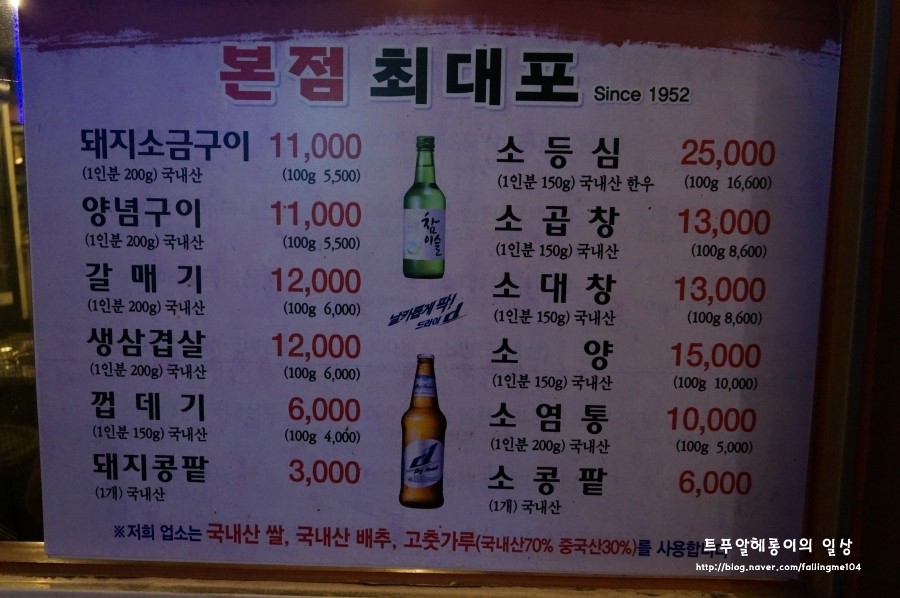 본점 최대포 Since 1952
돼지소금구이 11,000
(1인분 200g) 국내산 (100g 5,500)
양념구이 11,000
(1인분 200g) 국내산 (100g 5,500)
갈매기 12,000
(1인분 200g) 국내산 (100g 6,000)
생삼겹살 12,000
(1인분 200g) 국내산 (100g 6,000)
껍데기 6,000
(1인분 150g) 국내산 (100g 4,000)
돼지콩팥 3,000
(1개) 국내산
참이슬
날카롭게 딱!
드라이 d
d
소등심 25,000
(1인분 150g) 국내산 한우 (100g 16,600)
소곱창 13,000
(1인분 150g) 국내산 (100g 8,600)
소대창 13,000
(1인분 150g) 국내산 (100g 8,600)
소양 15,000
(1인분 150g) 국내산 (100g 10,000)
소염통 10,000
(1인분 200g) 국내산 (100g 5,000)
소콩팥 6,000
(1개) 국내산
※저희 업소는 국내산 쌀, 국내산 배추, 고춧가루(국내산70% 중국산30%)를 사용합니다
트푸알헤롱이의 일상
http://blog.naver.com/fallingme104